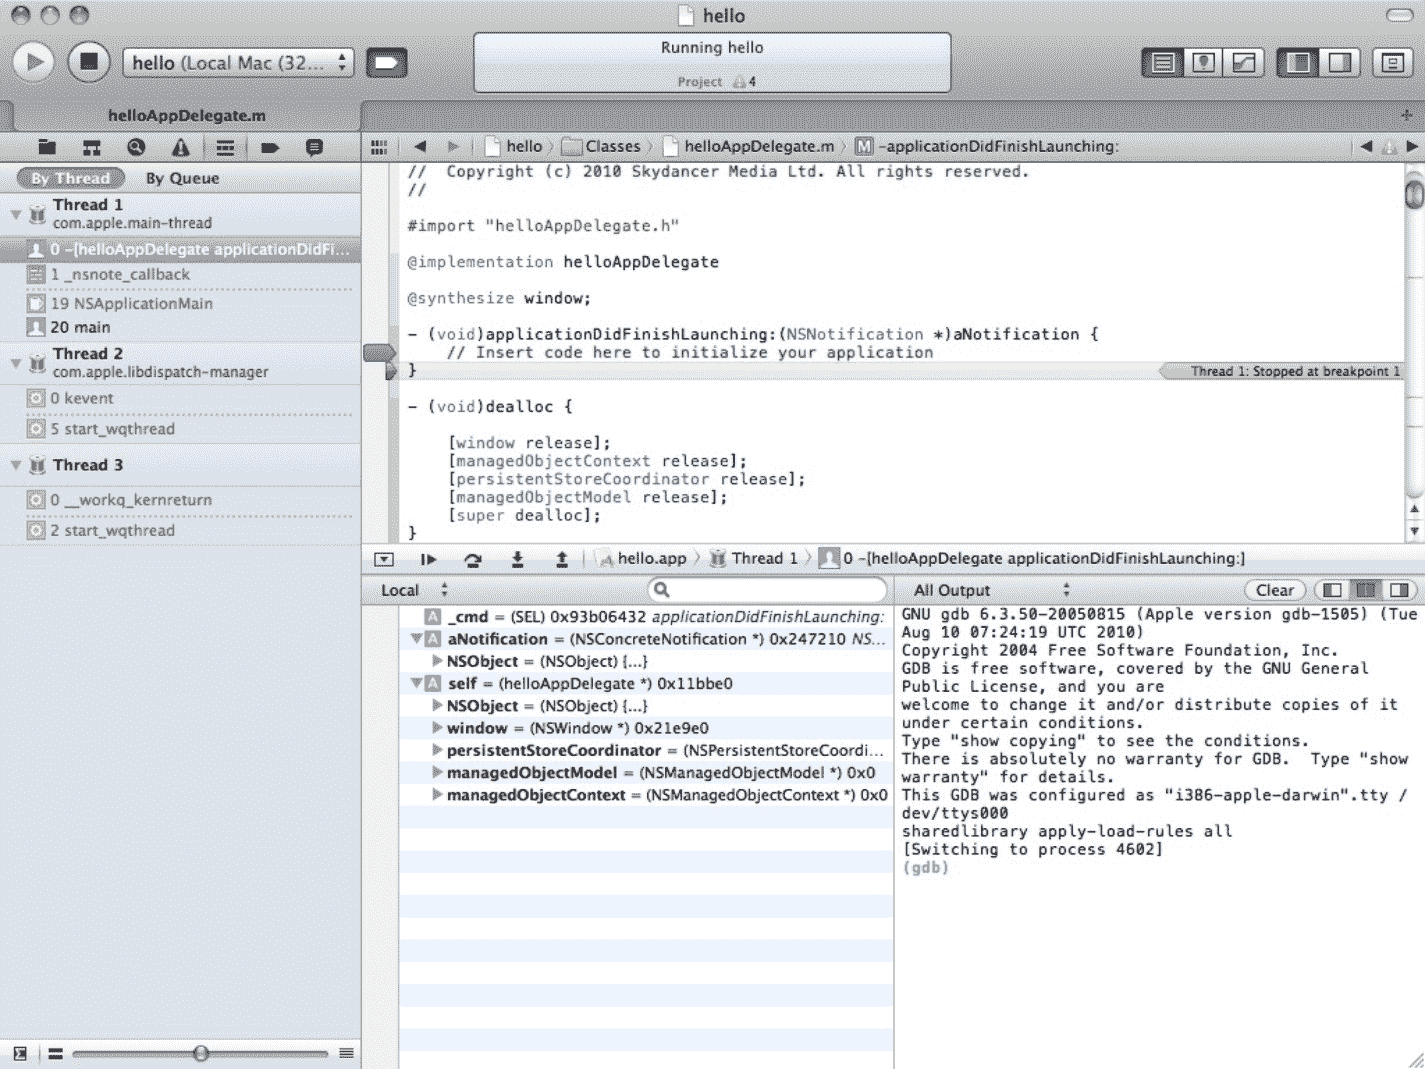 hello
hello (Local Mac (32...
Running hello
Project 4
helloAppDelegate.m
hello
Classes
helloAppDelegate.m
M
-applicationDidFinishLaunching:
By Thread
By Queue
Thread 1
com.apple.main-thread
0 -[helloAppDelegate applicationDidFi...
1 _nsnote_callback
19 NSApplicationMain
20 main
Thread 2
com.apple.libdispatch-manager
0 kevent
5 start_wqthread
Thread 3
0 __workq_kernreturn
2 start_wqthread
//  Copyright (c) 2010 Skydancer Media Ltd. All rights reserved.
//
#import "helloAppDelegate.h"
@implementation helloAppDelegate
@synthesize window;
- (void)applicationDidFinishLaunching:(NSNotification *)aNotification {
// Insert code here to initialize your application
}
Thread 1: Stopped at breakpoint 1
- (void)dealloc {
[window release];
[managedObjectContext release];
[persistentStoreCoordinator release];
[managedObjectModel release];
[super dealloc];
}
hello.app
Thread 1
0 -[helloAppDelegate applicationDidFinishLaunching:]
Local
A _cmd = (SEL) 0x93b06432 applicationDidFinishLaunching:
A aNotification = (NSConcreteNotification *) 0x247210 NS...
NSObject = (NSObject) {...}
A self = (helloAppDelegate *) 0x11bbe0
NSObject = (NSObject) {...}
window = (NSWindow *) 0x21e9e0
persistentStoreCoordinator = (NSPersistentStoreCoordi...
managedObjectModel = (NSManagedObjectModel *) 0x0
managedObjectContext = (NSManagedObjectContext *) 0x0
All Output
Clear
GNU gdb 6.3.50-20050815 (Apple version gdb-1505) (Tue
Aug 10 07:24:19 UTC 2010)
Copyright 2004 Free Software Foundation, Inc.
GDB is free software, covered by the GNU General
Public License, and you are
welcome to change it and/or distribute copies of it
under certain conditions.
Type "show copying" to see the conditions.
There is absolutely no warranty for GDB.  Type "show
warranty" for details.
This GDB was configured as "i386-apple-darwin".tty /
dev/ttys000
sharedlibrary apply-load-rules all
[Switching to process 4602]
(gdb)